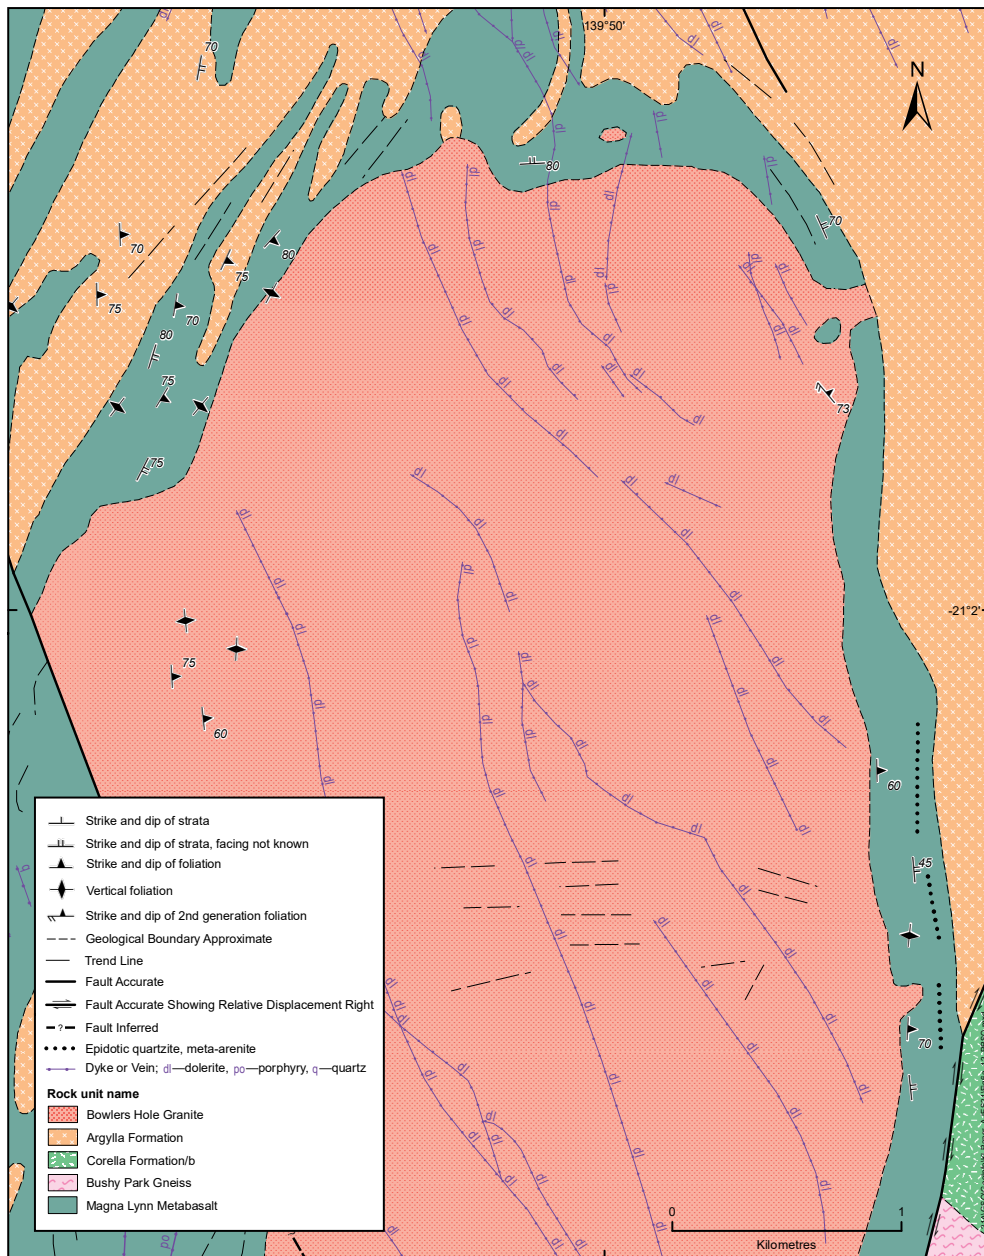 139°50'
N
-21°2'
70
80
70
70
75
75
80
75
70
80
75
75
73
75
60
60
45
70
dl
po
q
Strike and dip of strata
Strike and dip of strata, facing not known
Strike and dip of foliation
Vertical foliation
Strike and dip of 2nd generation foliation
Geological Boundary Approximate
Trend Line
Fault Accurate
Fault Accurate Showing Relative Displacement Right
? Fault Inferred
Epidotic quartzite, meta-arenite
Dyke or Vein; dl—dolerite, po—porphyry, q—quartz
Rock unit name
Bowlers Hole Granite
Argylla Formation
Corella Formation/b
Bushy Park Gneiss
Magna Lynn Metabasalt
0 1
Kilometres